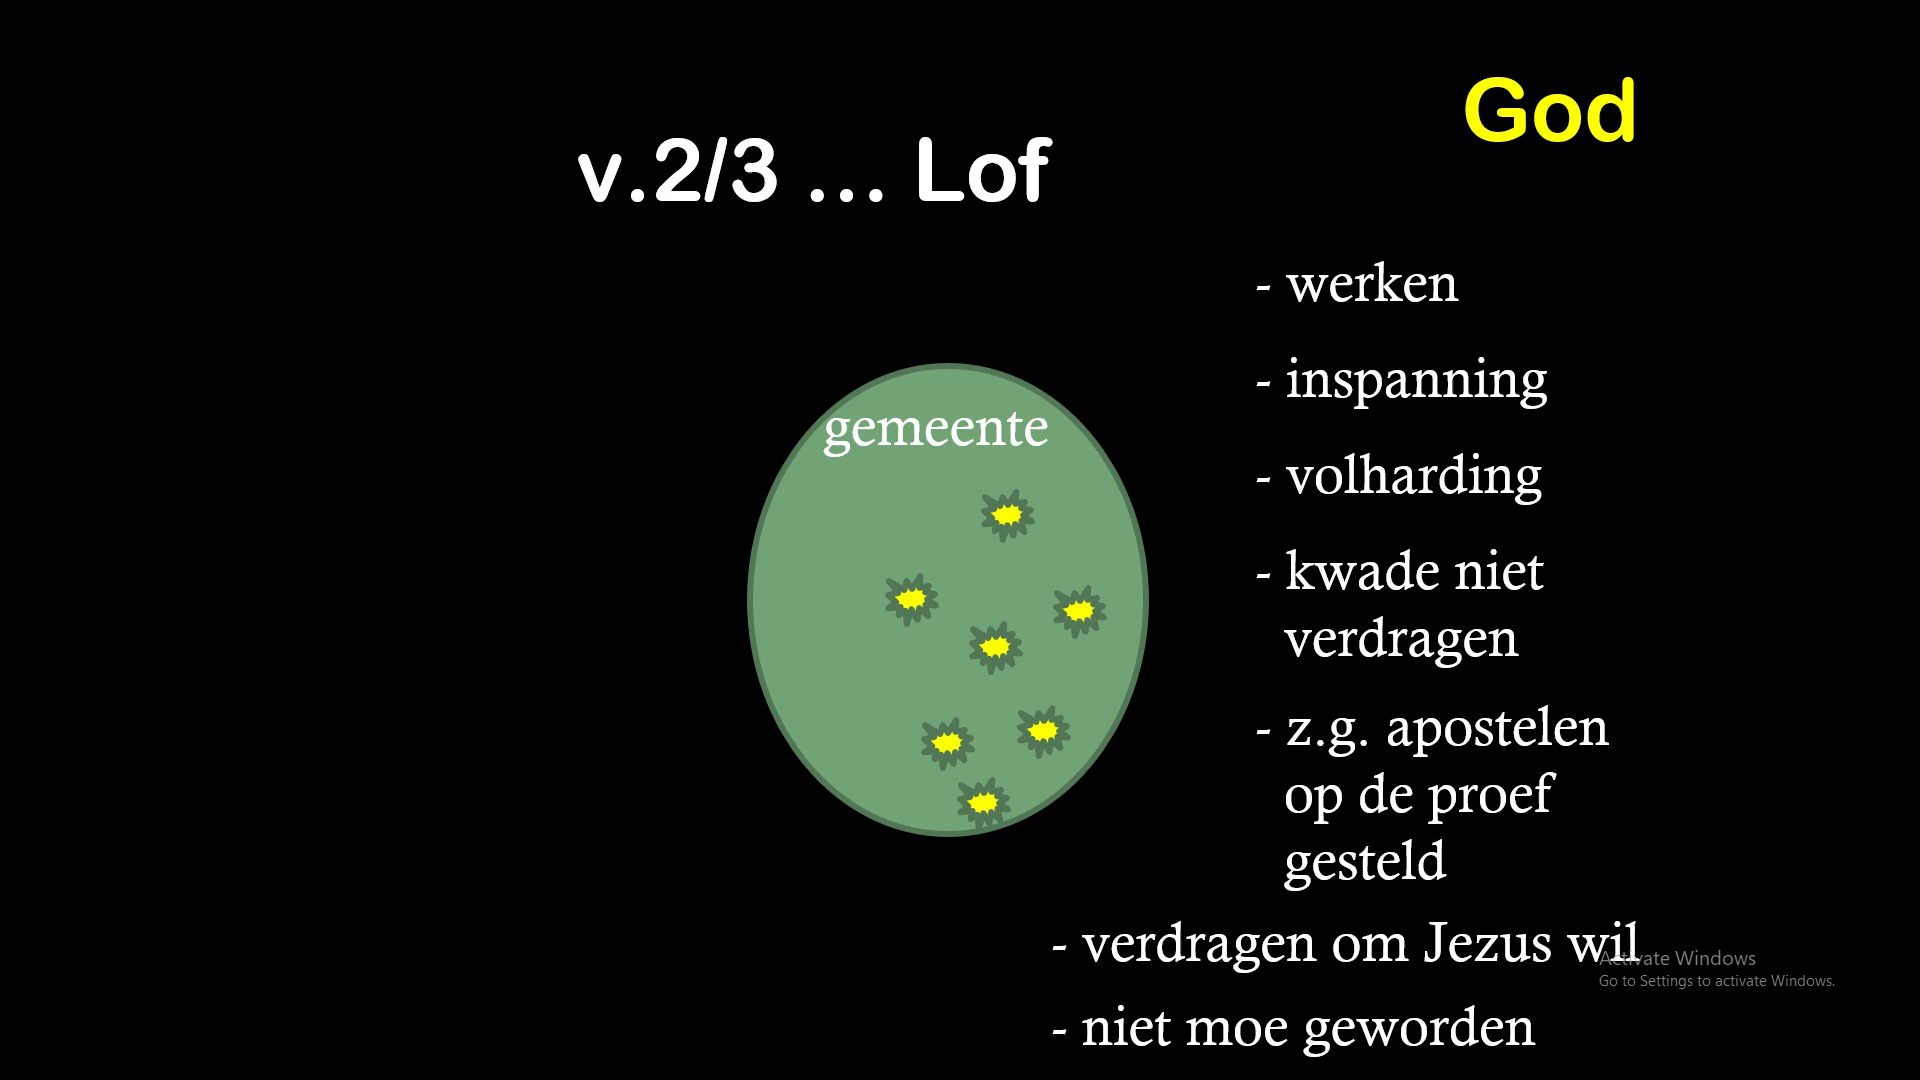 God
v.2/3 ... Lof
gemeente
- werken
- inspanning
- volharding
- kwade niet
verdragen
- z.g. apostelen
op de proef
gesteld
- verdragen om Jezus wil
- niet moe geworden
Activate Windows
Go to Settings to activate Windows.